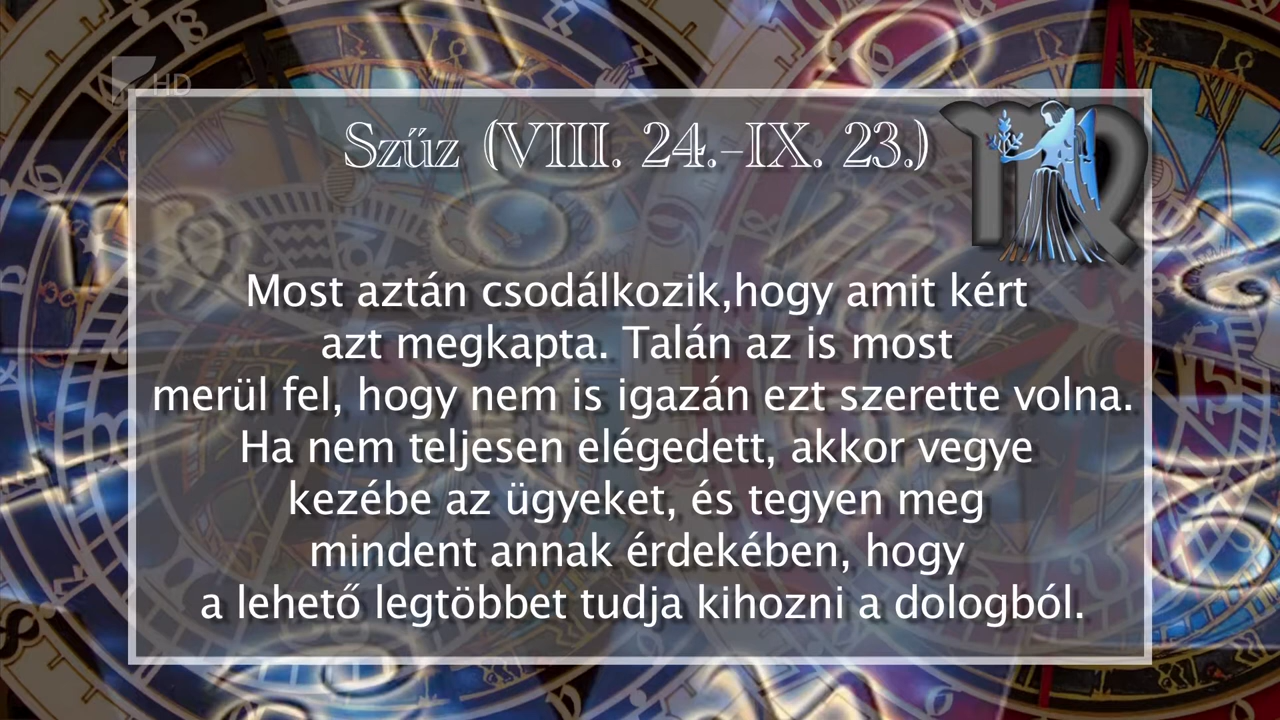 HD
Szűz (VIII. 24.-IX. 23.)
Most aztán csodálkozik,hogy amit kért
azt megkapta. Talán az is most
merül fel, hogy nem is igazán ezt szerette volna.
Ha nem teljesen elégedett, akkor vegye
kezébe az ügyeket, és tegyen meg
mindent annak érdekében, hogy
a lehető legtöbbet tudja kihozni a dologból.